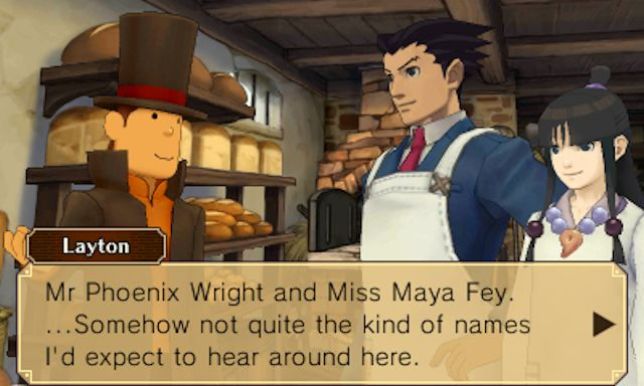 Layton
Mr Phoenix Wright and Miss Maya Fey.
...Somehow not quite the kind of names
I'd expect to hear around here.